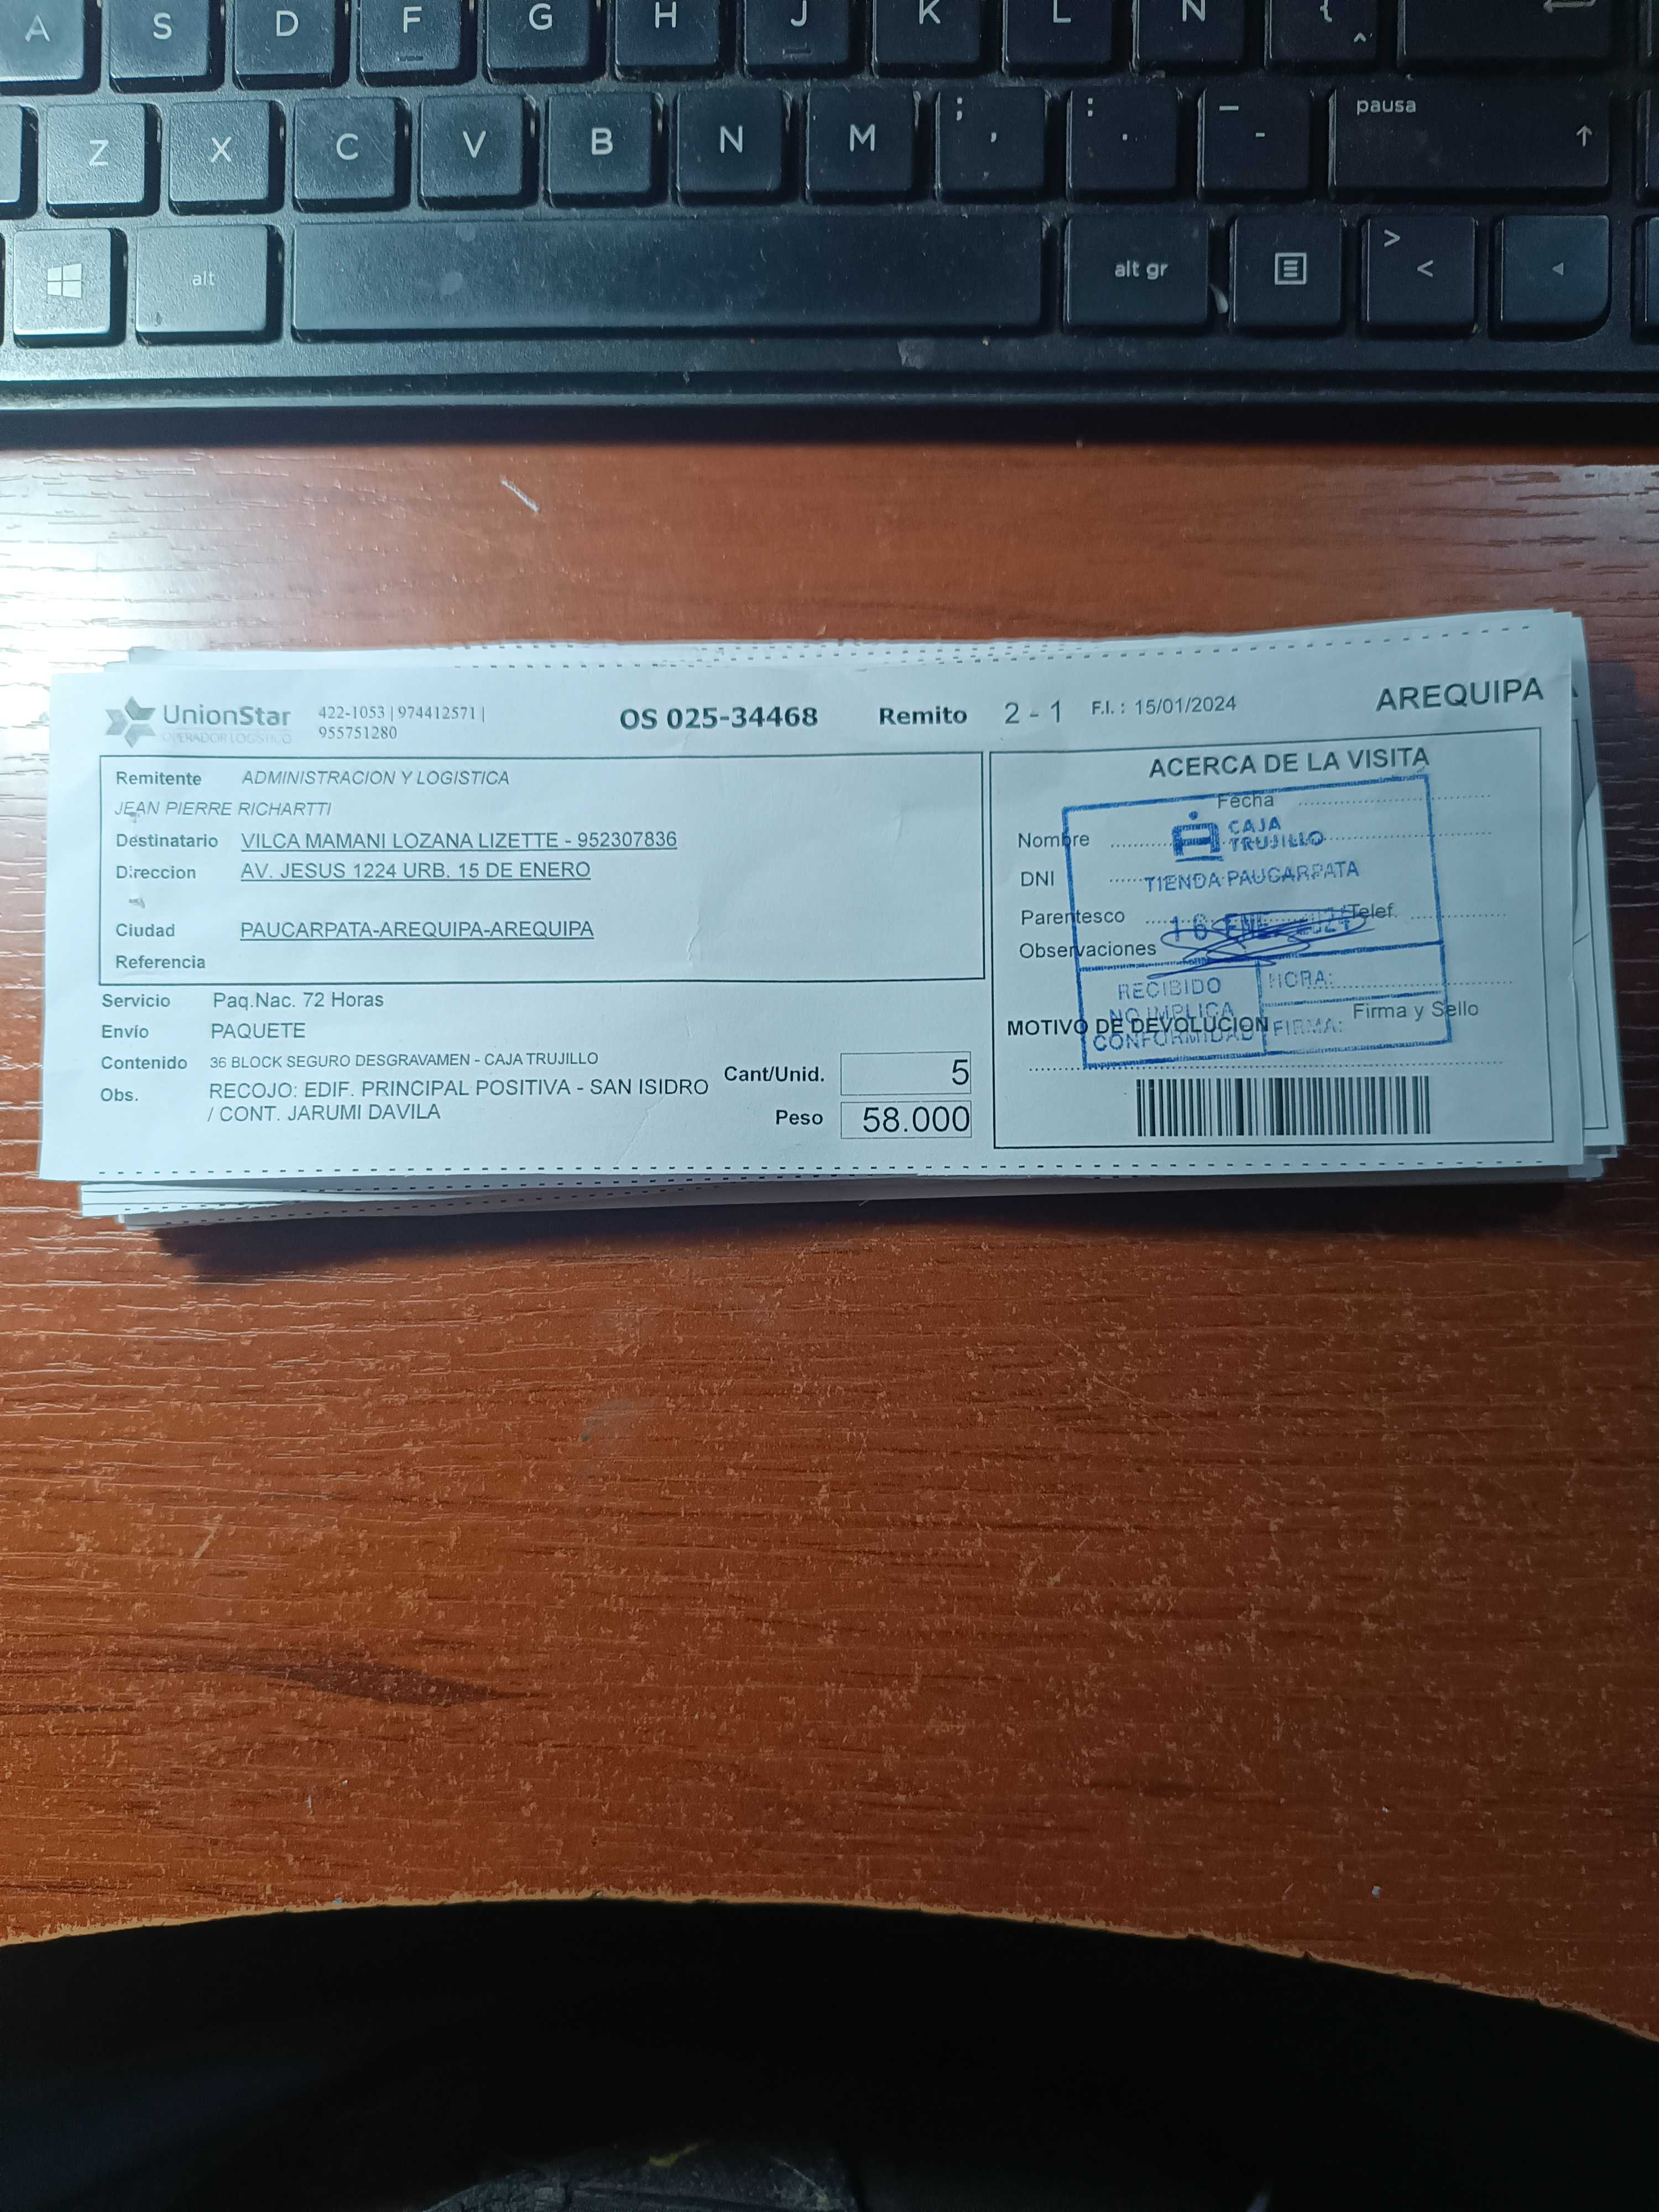 A S D F G H J K L Ñ { ^
Z X C V B N M ; , : . _ - pausa ↑
alt alt gr > <
UnionStar
OPERADOR LOGISTICO
422-1053 | 974412571 |
955751280
OS 025-34468 Remito 2 - 1 F.I. : 15/01/2024 AREQUIPA
Remitente ADMINISTRACION Y LOGISTICA
JEAN PIERRE RICHARTTI
Destinatario VILCA MAMANI LOZANA LIZETTE - 952307836
Direccion AV. JESUS 1224 URB. 15 DE ENERO
Ciudad PAUCARPATA-AREQUIPA-AREQUIPA
Referencia
Servicio Paq.Nac. 72 Horas
Envío PAQUETE
Contenido 36 BLOCK SEGURO DESGRAVAMEN - CAJA TRUJILLO
Obs. RECOJO: EDIF. PRINCIPAL POSITIVA - SAN ISIDRO
/ CONT. JARUMI DAVILA
Cant/Unid. 5
Peso 58.000
ACERCA DE LA VISITA
Fecha
Nombre
DNI
Parentesco Telef.
Observaciones
Firma y Sello
MOTIVO DE DEVOLUCION
CAJA
TRUJILLO
TIENDA PAUCARPATA
16 ENE 2024
RECIBIDO
NO IMPLICA
CONFORMIDAD
HORA:
FIRMA: